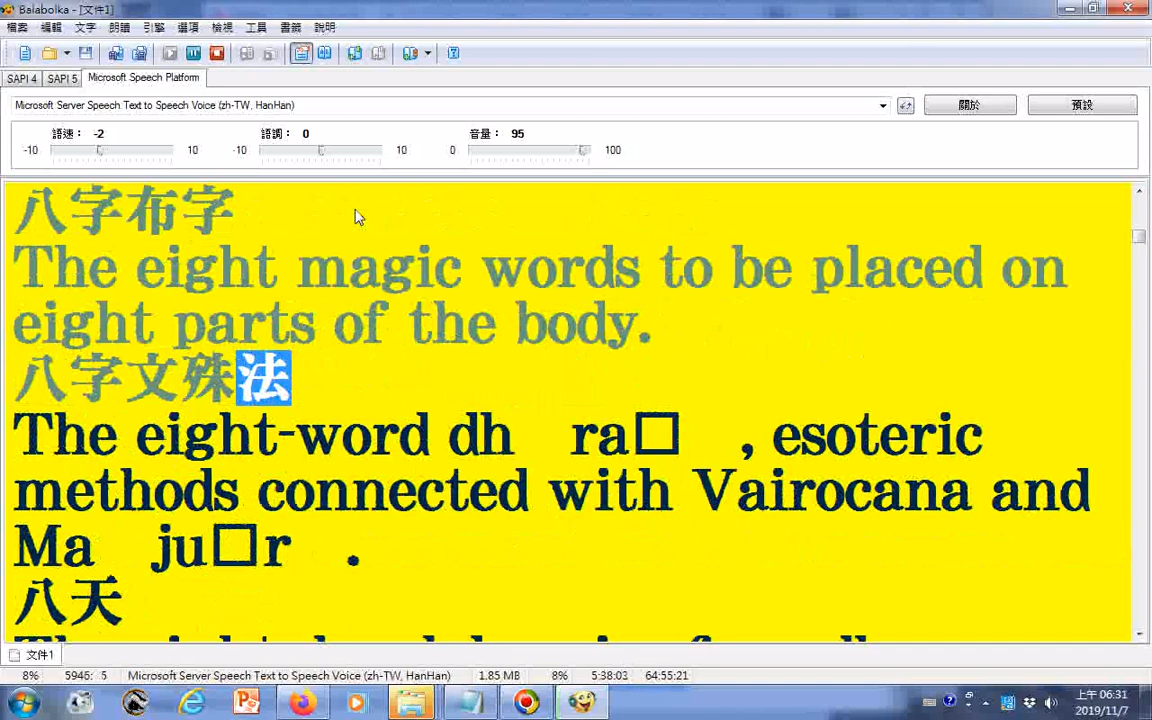 Balabolka - [文件1]
檔案 編輯 文字 朗讀 引擎 選項 檢視 工具 書籤 說明
SAPI 4 SAPI 5 Microsoft Speech Platform
Microsoft Server Speech Text to Speech Voice (zh-TW, HanHan) 關於 預設
語速： -2 語調： 0 音量： 95
-10 10 -10 10 0 100
八字布字
The eight magic words to be placed on
eight parts of the body.
八字文殊法
The eight-word dh ra□ , esoteric
methods connected with Vairocana and
Ma ju□r .
八天
文件1
8% 5946: 5 Microsoft Server Speech Text to Speech Voice (zh-TW, HanHan) 1.85 MB 8% 5:38:03 64:55:21
上午 06:31
2019/11/7